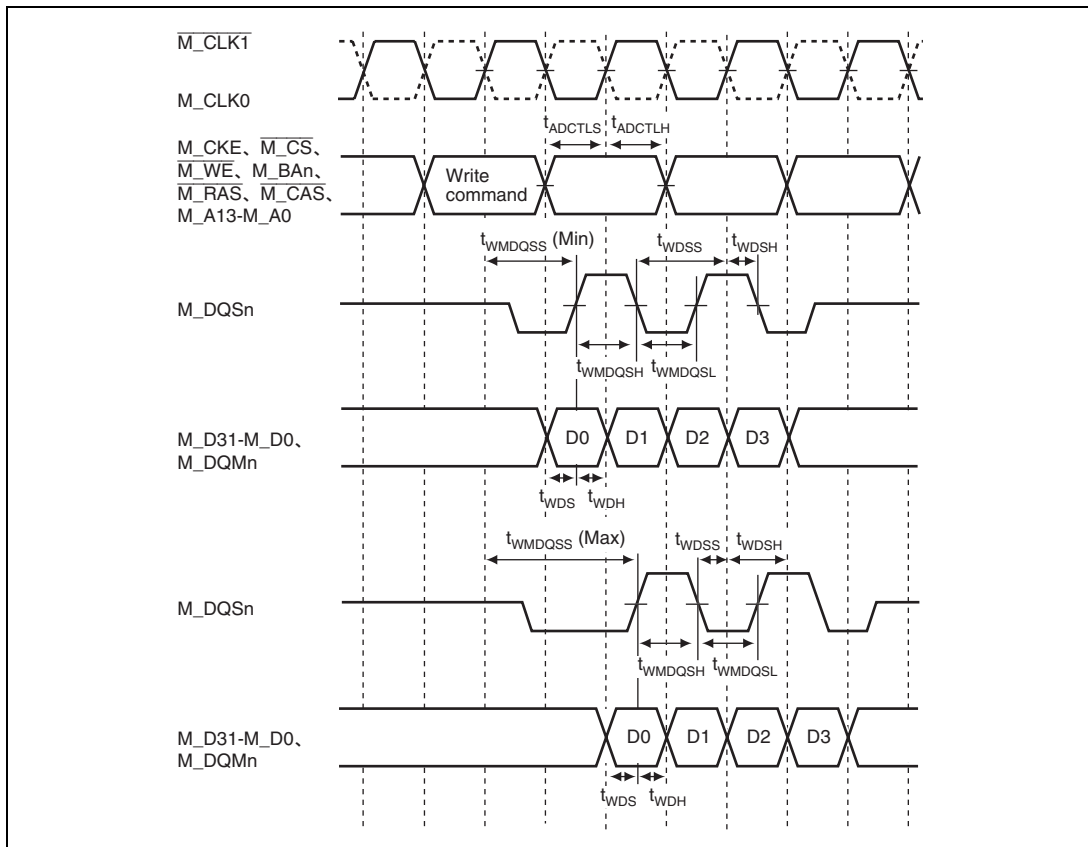 M_CLK1
M_CLK0
tADCTLS tADCTLH
M_CKE、M_CS、
M_WE、M_BAn、
M_RAS、M_CAS、
M_A13-M_A0
Write
command
tWMDQSS (Min) tWDSS tWDSH
M_DQSn
tWMDQSH tWMDQSL
M_D31-M_D0、
M_DQMn
D0 D1 D2 D3
tWDS tWDH
tWMDQSS (Max) tWDSS tWDSH
M_DQSn
tWMDQSH tWMDQSL
M_D31-M_D0、
M_DQMn
D0 D1 D2 D3
tWDS tWDH